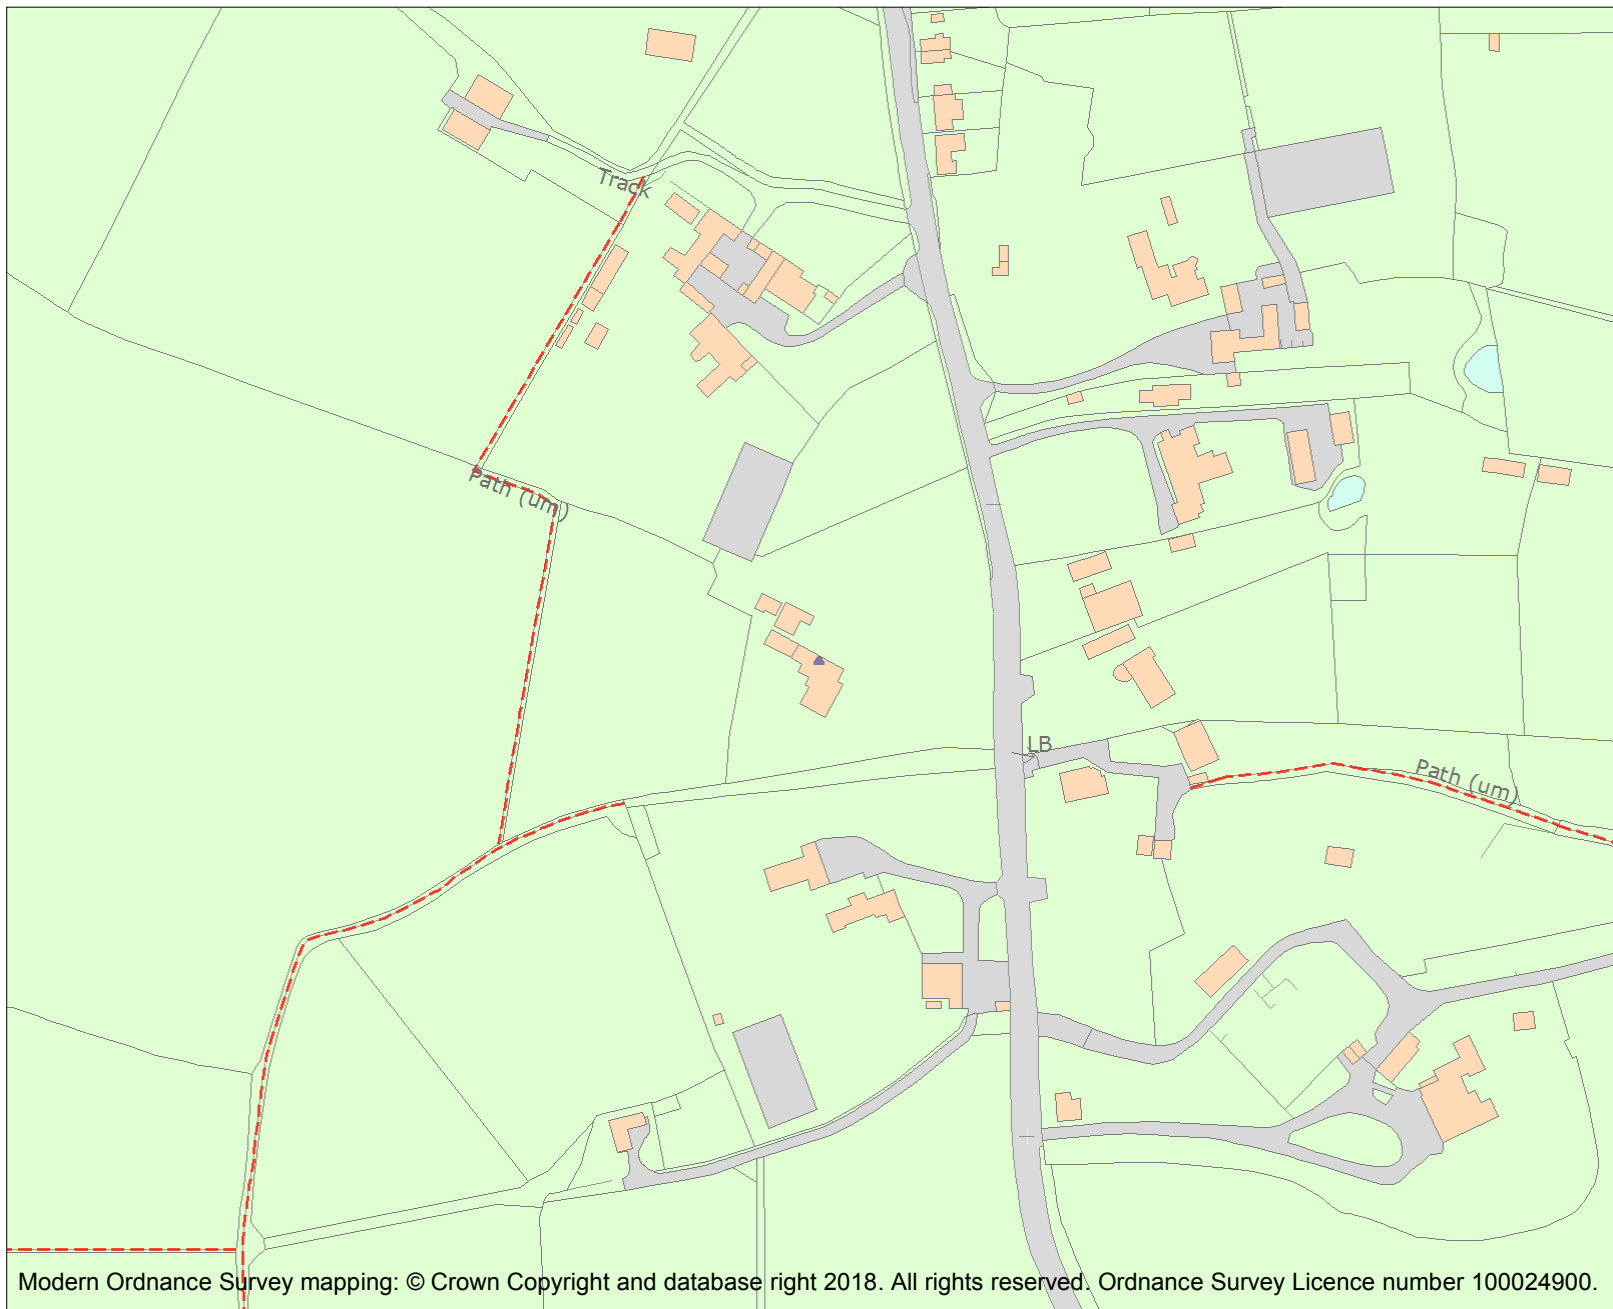 Track
Path (um)
LB
Path (um)
Modern Ordnance Survey mapping: © Crown Copyright and database right 2018. All rights reserved. Ordnance Survey Licence number 100024900.